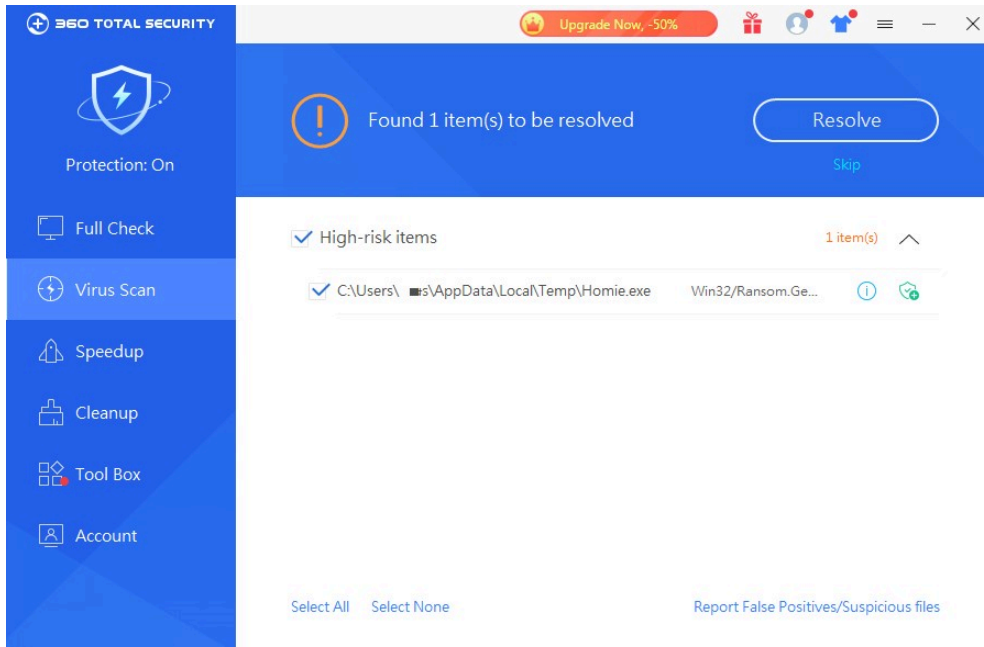 360 TOTAL SECURITY
Upgrade Now, -50%
Protection: On
Full Check
Virus Scan
Speedup
Cleanup
Tool Box
Account
Found 1 item(s) to be resolved
Resolve
Skip
High-risk items
1 item(s)
C:\Users\ s\AppData\Local\Temp\Homie.exe
Win32/Ransom.Ge...
Select All
Select None
Report False Positives/Suspicious files